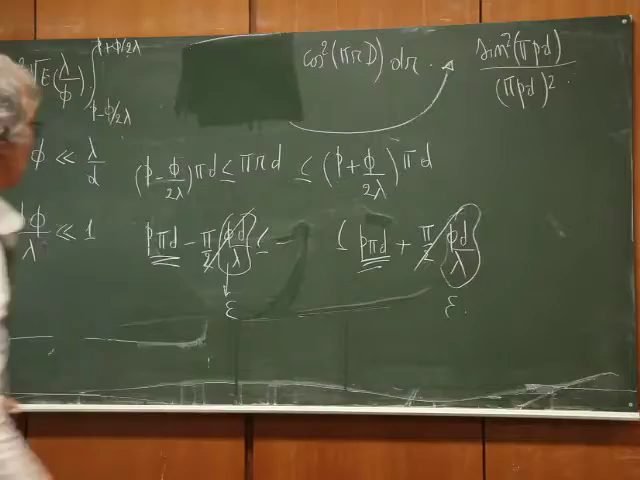 E(λ/ϕ) ∫_{p-ϕ/2λ}^{p+ϕ/2λ} cos²(πrD) dr. sin²(πpd)/(πpd)².
ϕ ≪ λ/d (p - ϕ/2λ)πd ≤ πrd ≤ (p + ϕ/2λ)πd
dϕ/λ ≪ 1 pπd - π/2 ϕd/λ ≤ ≤ pπd + π/2 ϕd/λ
ε ε.